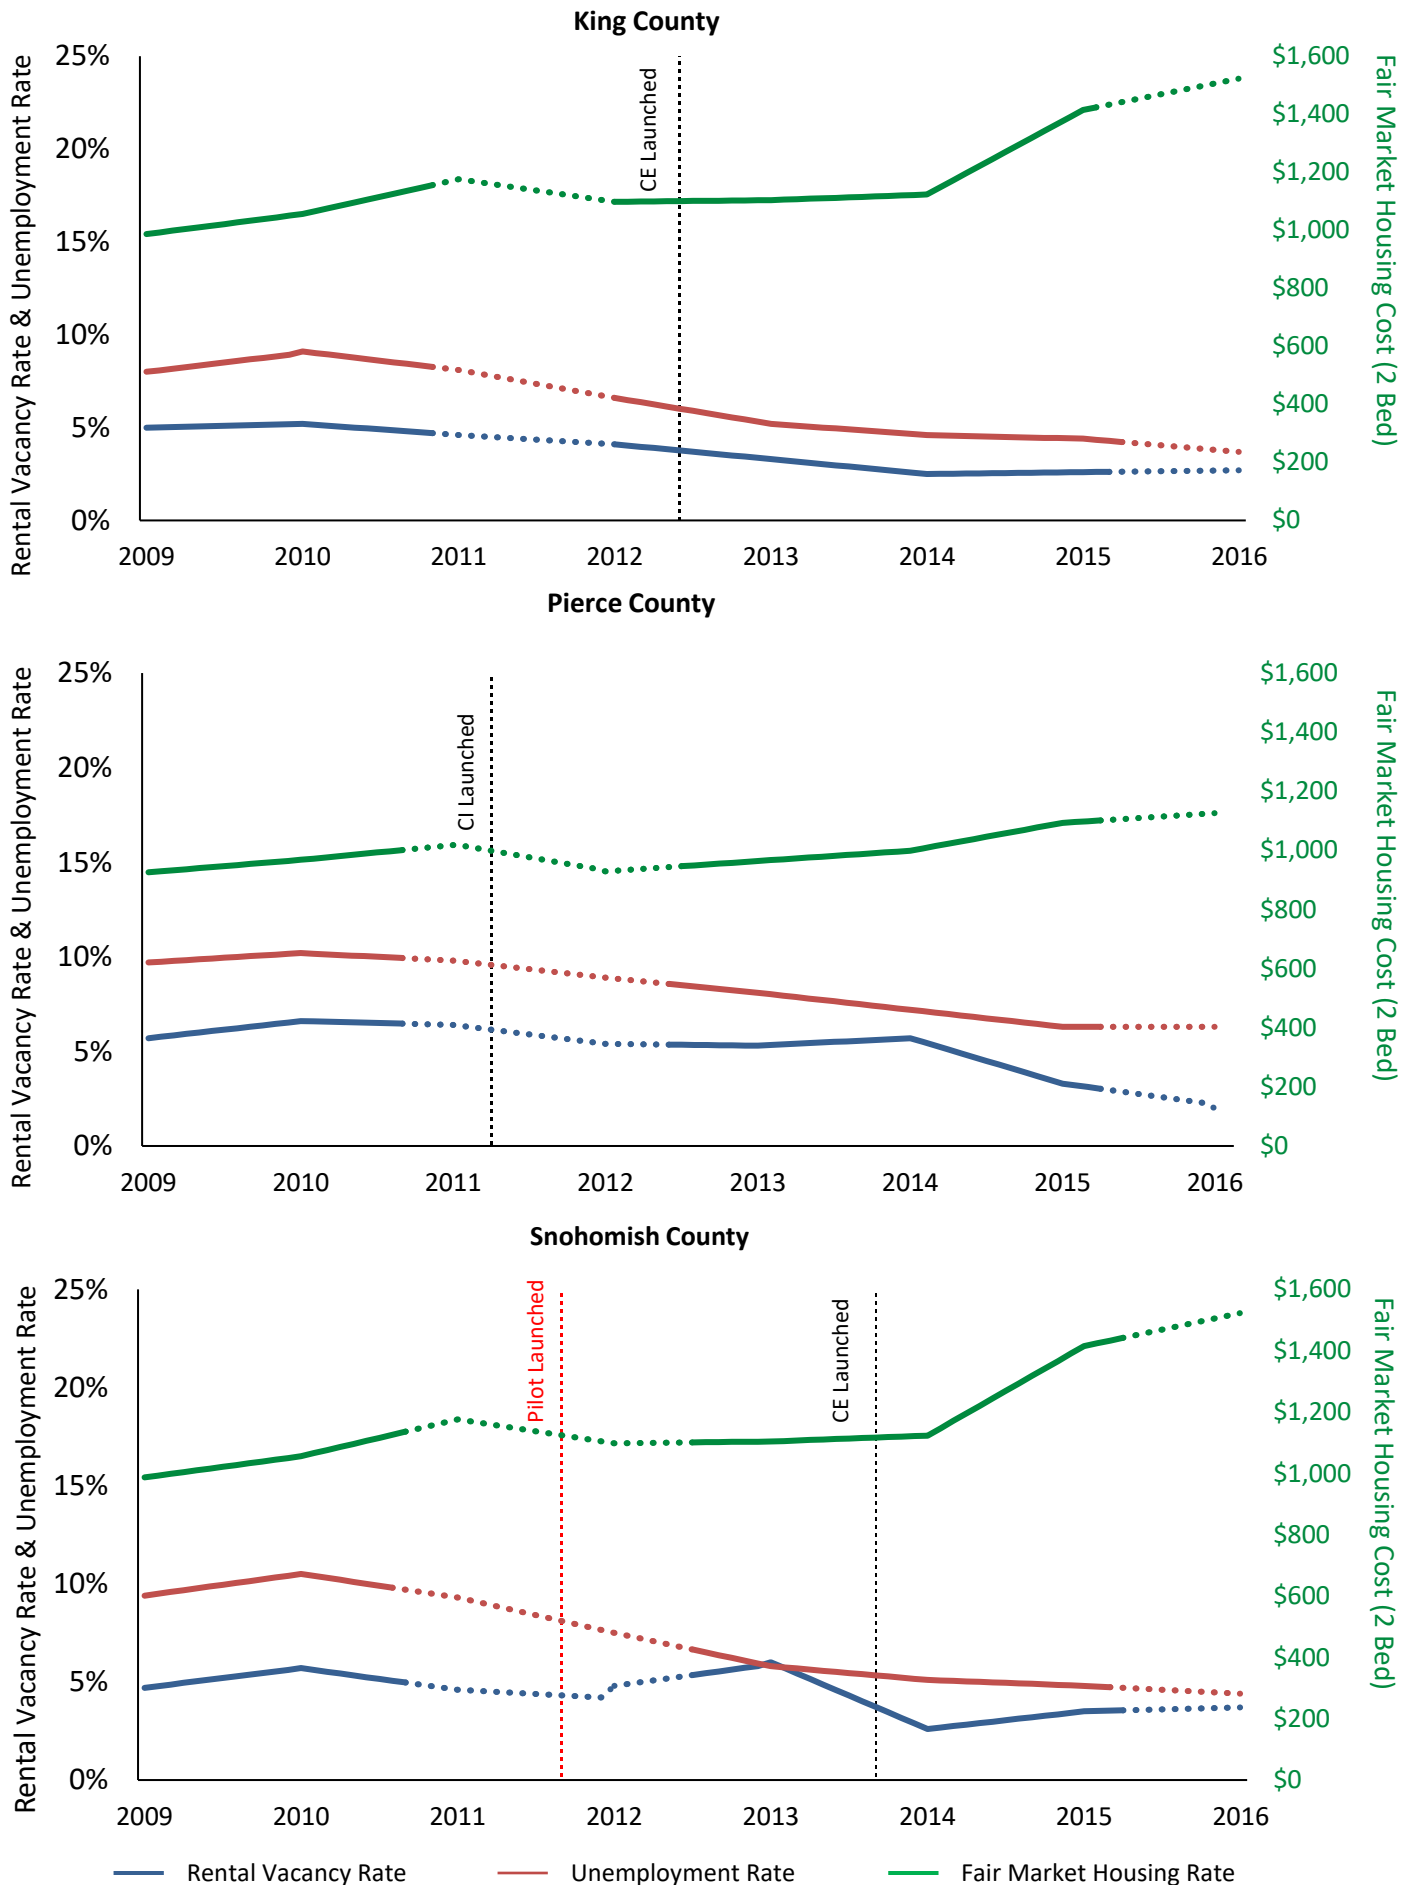 King County
Rental Vacancy Rate & Unemployment Rate
25%
20%
15%
10%
5%
0%
CE Launched
$1,600
$1,400
$1,200
$1,000
$800
$600
$400
$200
$0
Fair Market Housing Cost (2 Bed)
2009 2010 2011 2012 2013 2014 2015 2016
Pierce County
Rental Vacancy Rate & Unemployment Rate
25%
20%
15%
10%
5%
0%
CI Launched
$1,600
$1,400
$1,200
$1,000
$800
$600
$400
$200
$0
Fair Market Housing Cost (2 Bed)
2009 2010 2011 2012 2013 2014 2015 2016
Snohomish County
Rental Vacancy Rate & Unemployment Rate
25%
20%
15%
10%
5%
0%
Pilot Launched
CE Launched
$1,600
$1,400
$1,200
$1,000
$800
$600
$400
$200
$0
Fair Market Housing Cost (2 Bed)
2009 2010 2011 2012 2013 2014 2015 2016
Rental Vacancy Rate Unemployment Rate Fair Market Housing Rate